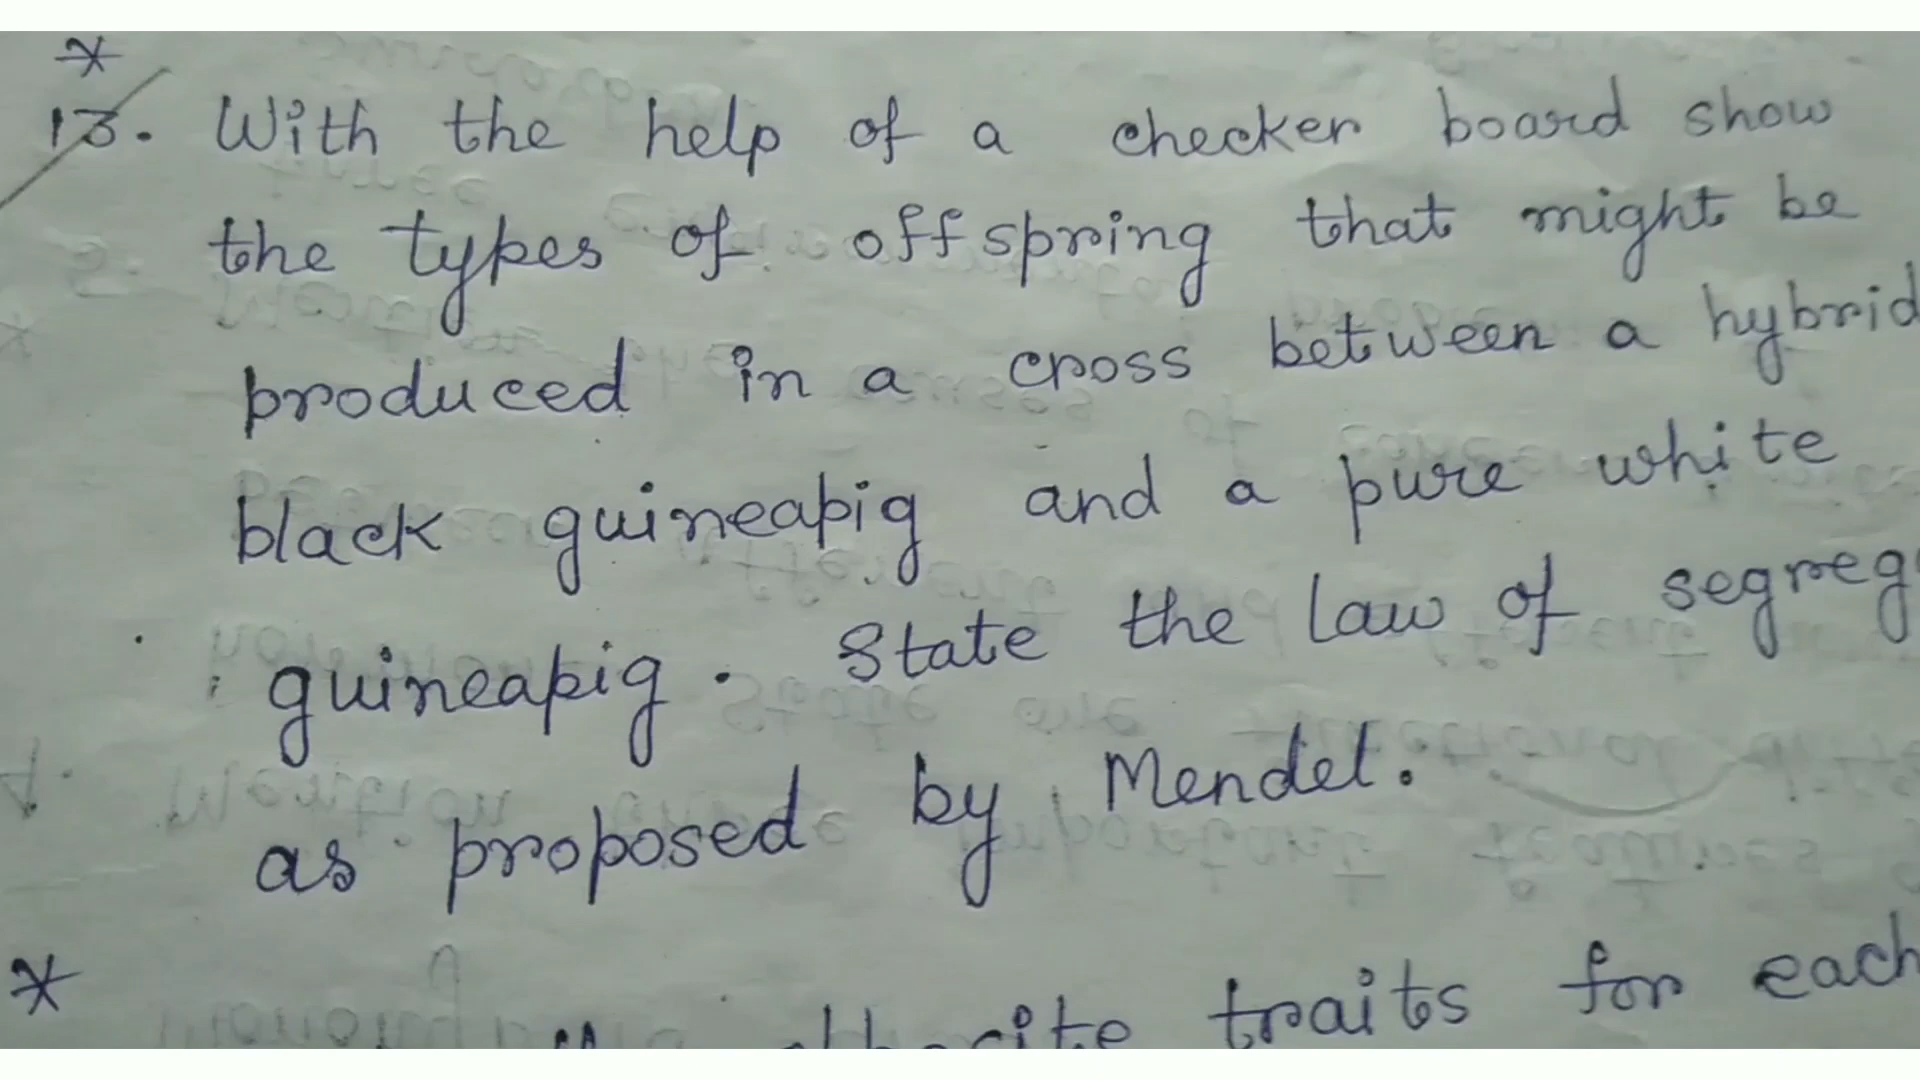 *
13. With the help of a checker board show
the types of offspring that might be
produced in a cross between a hybrid
black guineapig and a pure white
guineapig. State the law of segreg
as proposed by Mendel.
*
traits for each